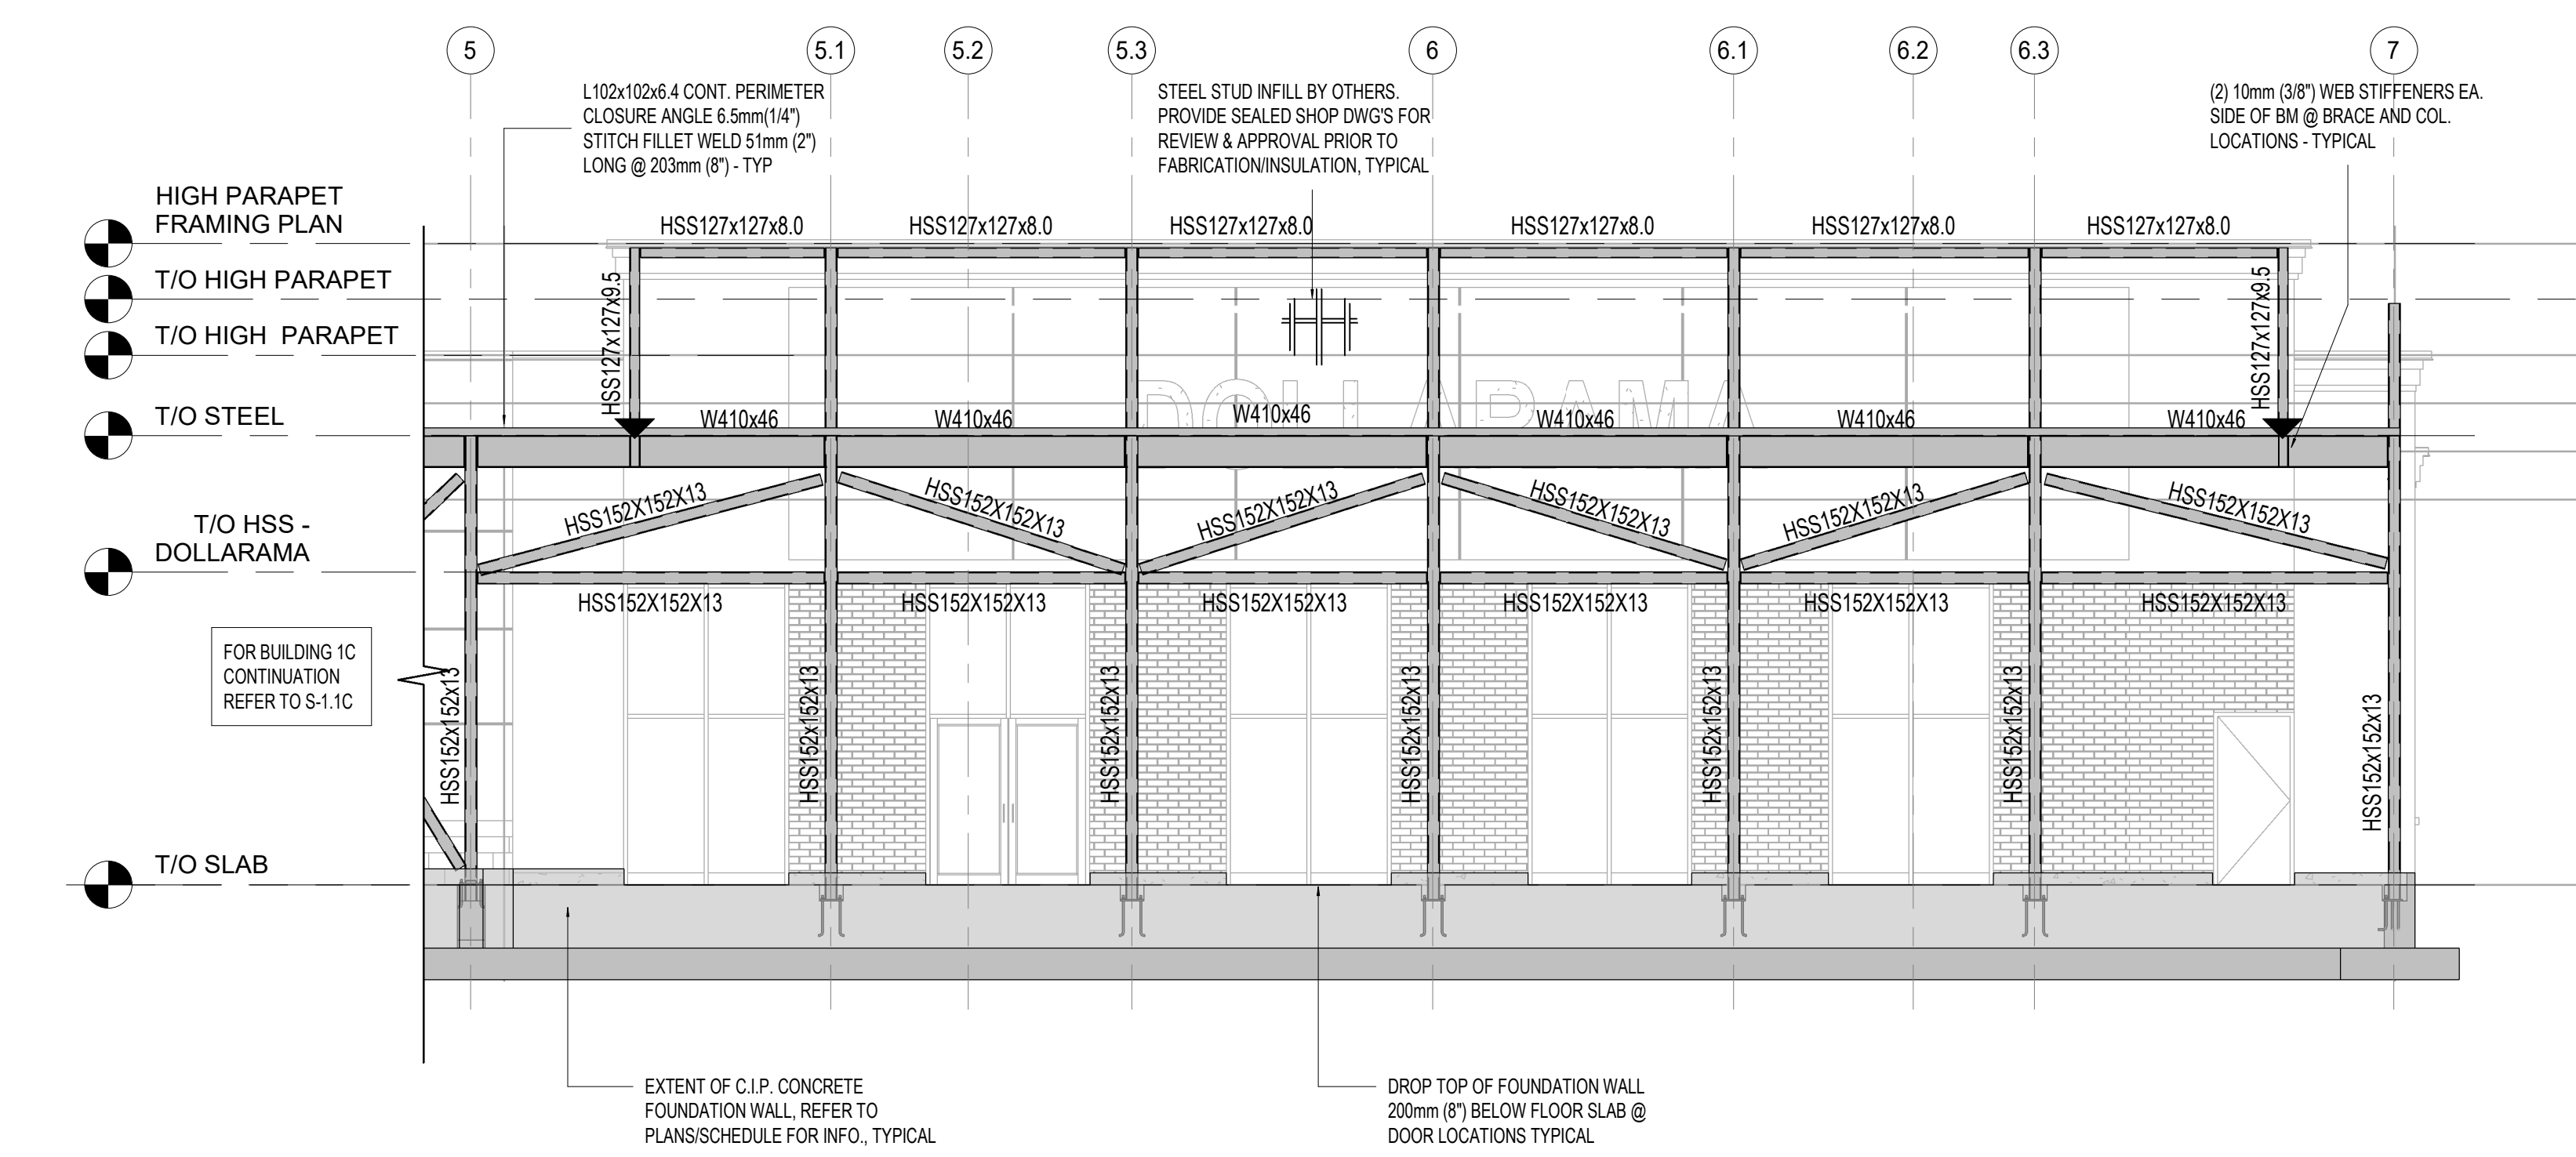 5 5.1 5.2 5.3 6 6.1 6.2 6.3 7
L102x102x6.4 CONT. PERIMETER
CLOSURE ANGLE 6.5mm(1/4")
STITCH FILLET WELD 51mm (2")
LONG @ 203mm (8") - TYP
STEEL STUD INFILL BY OTHERS.
PROVIDE SEALED SHOP DWG'S FOR
REVIEW & APPROVAL PRIOR TO
FABRICATION/INSULATION, TYPICAL
(2) 10mm (3/8") WEB STIFFENERS EA.
SIDE OF BM @ BRACE AND COL.
LOCATIONS - TYPICAL
HIGH PARAPET
FRAMING PLAN
T/O HIGH PARAPET
T/O HIGH  PARAPET
T/O STEEL
T/O HSS -
DOLLARAMA
T/O SLAB
HSS127x127x8.0 HSS127x127x8.0 HSS127x127x8.0 HSS127x127x8.0 HSS127x127x8.0 HSS127x127x8.0
HSS127x127x9.5
HSS127x127x9.5
DOLLARAMA
W410x46 W410x46 W410x46 W410x46 W410x46 W410x46
HSS152X152X13 HSS152X152X13 HSS152X152X13 HSS152X152X13 HSS152X152X13 HSS152X152X13
HSS152X152X13 HSS152X152X13 HSS152X152X13 HSS152X152X13 HSS152X152X13 HSS152X152X13
FOR BUILDING 1C
CONTINUATION
REFER TO S-1.1C
HSS152x152x13
HSS152x152x13
HSS152x152x13
HSS152x152x13
HSS152x152x13
HSS152x152x13
HSS152x152x13
EXTENT OF C.I.P. CONCRETE
FOUNDATION WALL, REFER TO
PLANS/SCHEDULE FOR INFO., TYPICAL
DROP TOP OF FOUNDATION WALL
200mm (8") BELOW FLOOR SLAB @
DOOR LOCATIONS TYPICAL